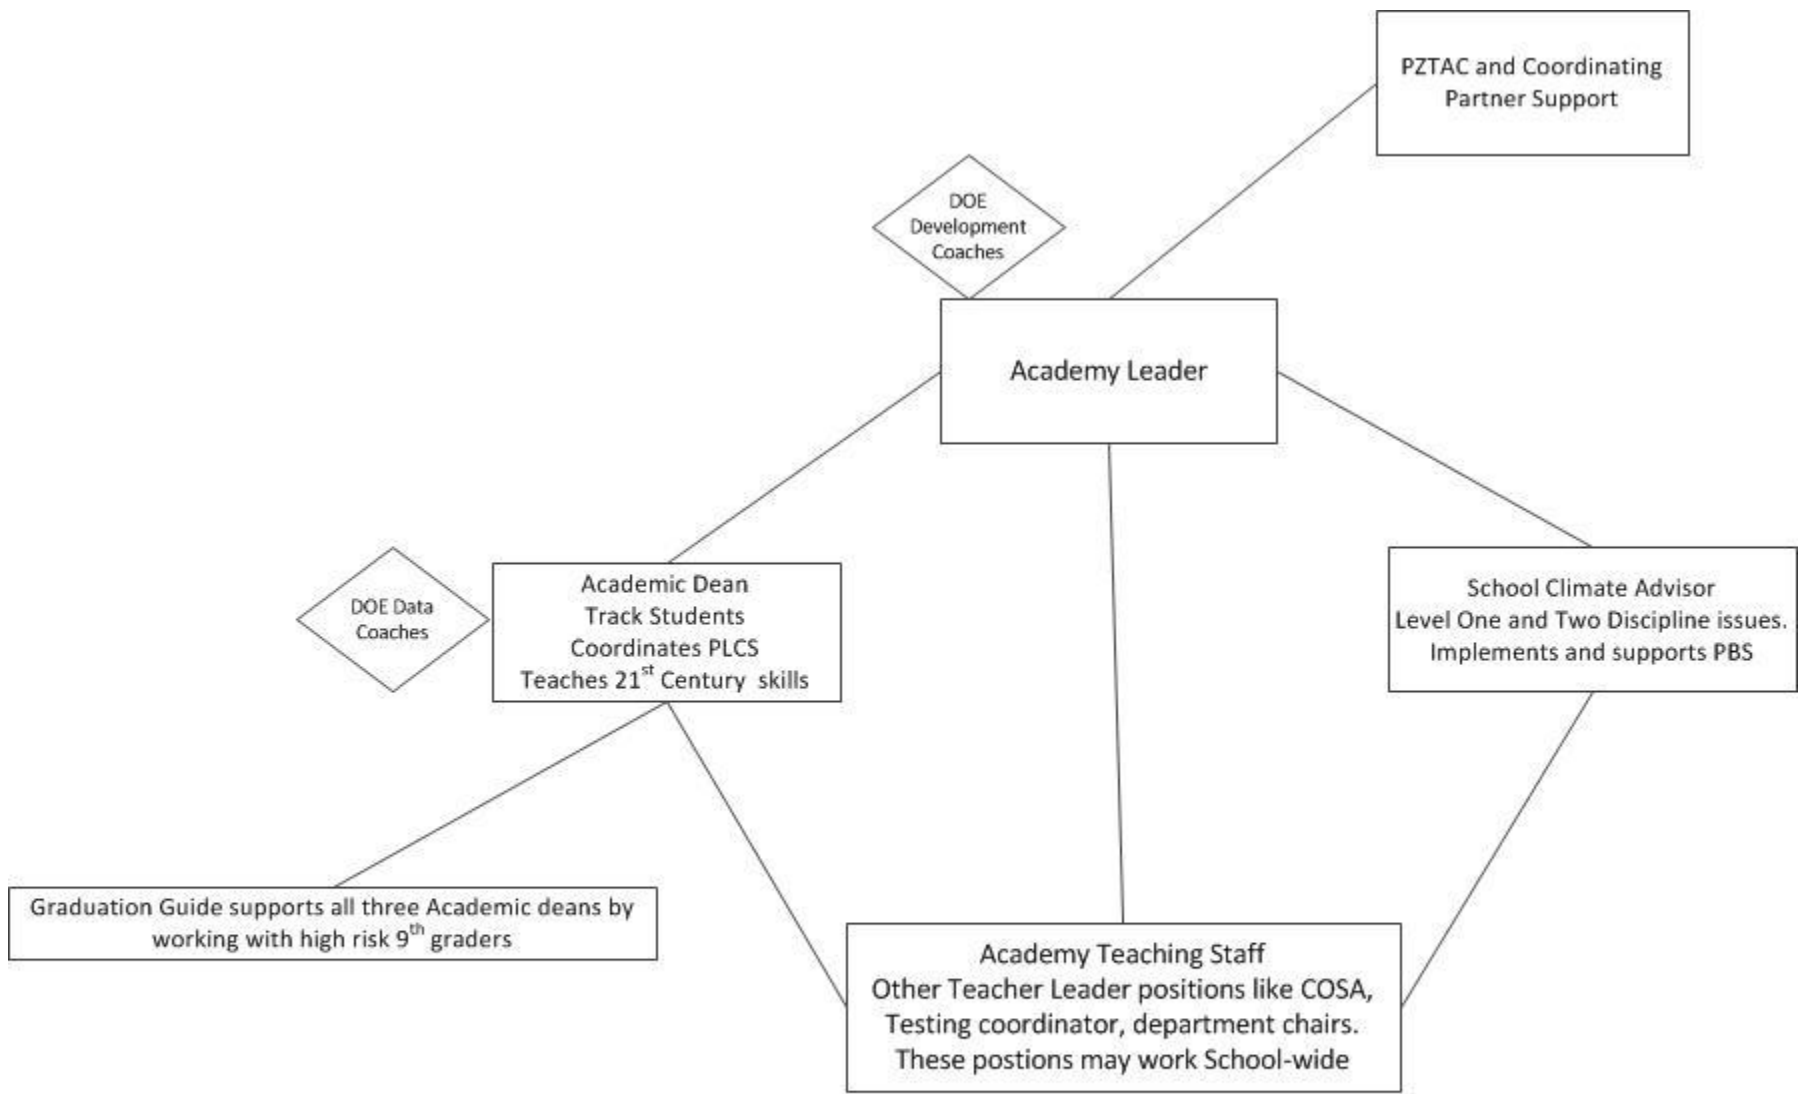 PZTAC and Coordinating
Partner Support
DOE
Development
Coaches
Academy Leader
DOE Data
Coaches
Academic Dean
Track Students
Coordinates PLCS
Teaches 21st Century skills
School Climate Advisor
Level One and Two Discipline issues.
Implements and supports PBS
Graduation Guide supports all three Academic deans by
working with high risk 9th graders
Academy Teaching Staff
Other Teacher Leader positions like COSA,
Testing coordinator, department chairs.
These postions may work School-wide